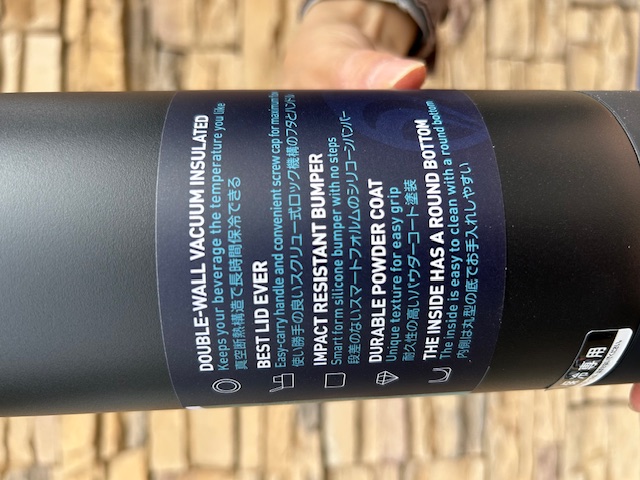 DOUBLE-WALL VACUUM INSULATED
Keeps your beverage the temperature you like
真空断熱構造で長時間保冷できる
BEST LID EVER
Easy-carry handle and convenient screw cap for maximum
使い勝手の良いスクリュー式ロック機構のフタとハンドル
IMPACT RESISTANT BUMPER
Smart form silicone bumper with no steps
段差のないスマートフォルムのシリコーンバンパー
DURABLE POWDER COAT
Unique texture for easy grip
耐久性の高いパウダーコート塗装
THE INSIDE HAS A ROUND BOTTOM
The inside is easy to clean with a round bottom
内側は丸型の底でお手入れしやすい
保冷専用